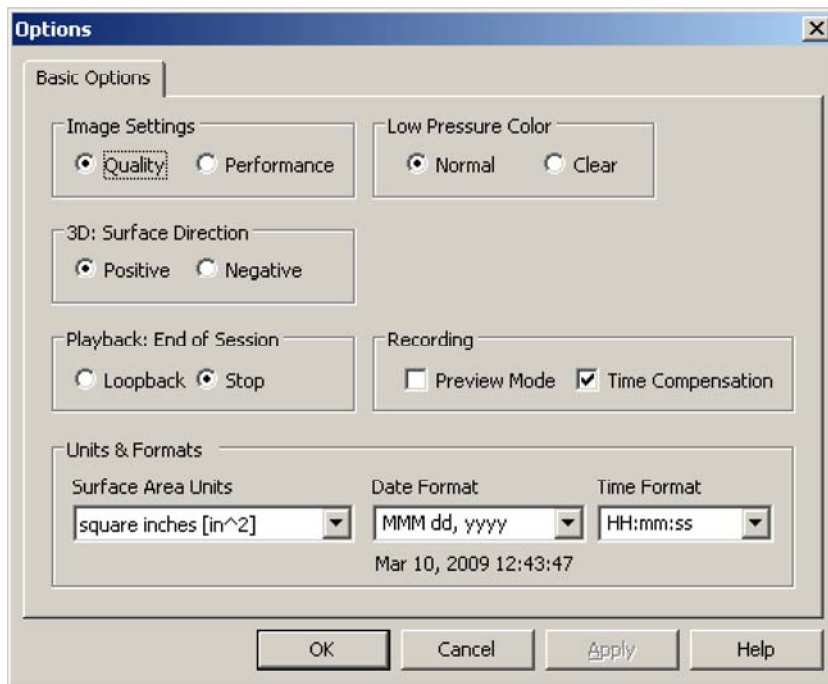 Options
Basic Options
Image Settings
Quality Performance
Low Pressure Color
Normal Clear
3D: Surface Direction
Positive Negative
Playback: End of Session
Loopback Stop
Recording
Preview Mode Time Compensation
Units & Formats
Surface Area Units
square inches [in^2]
Date Format
MMM dd, yyyy
Time Format
HH:mm:ss
Mar 10, 2009 12:43:47
OK Cancel Apply Help